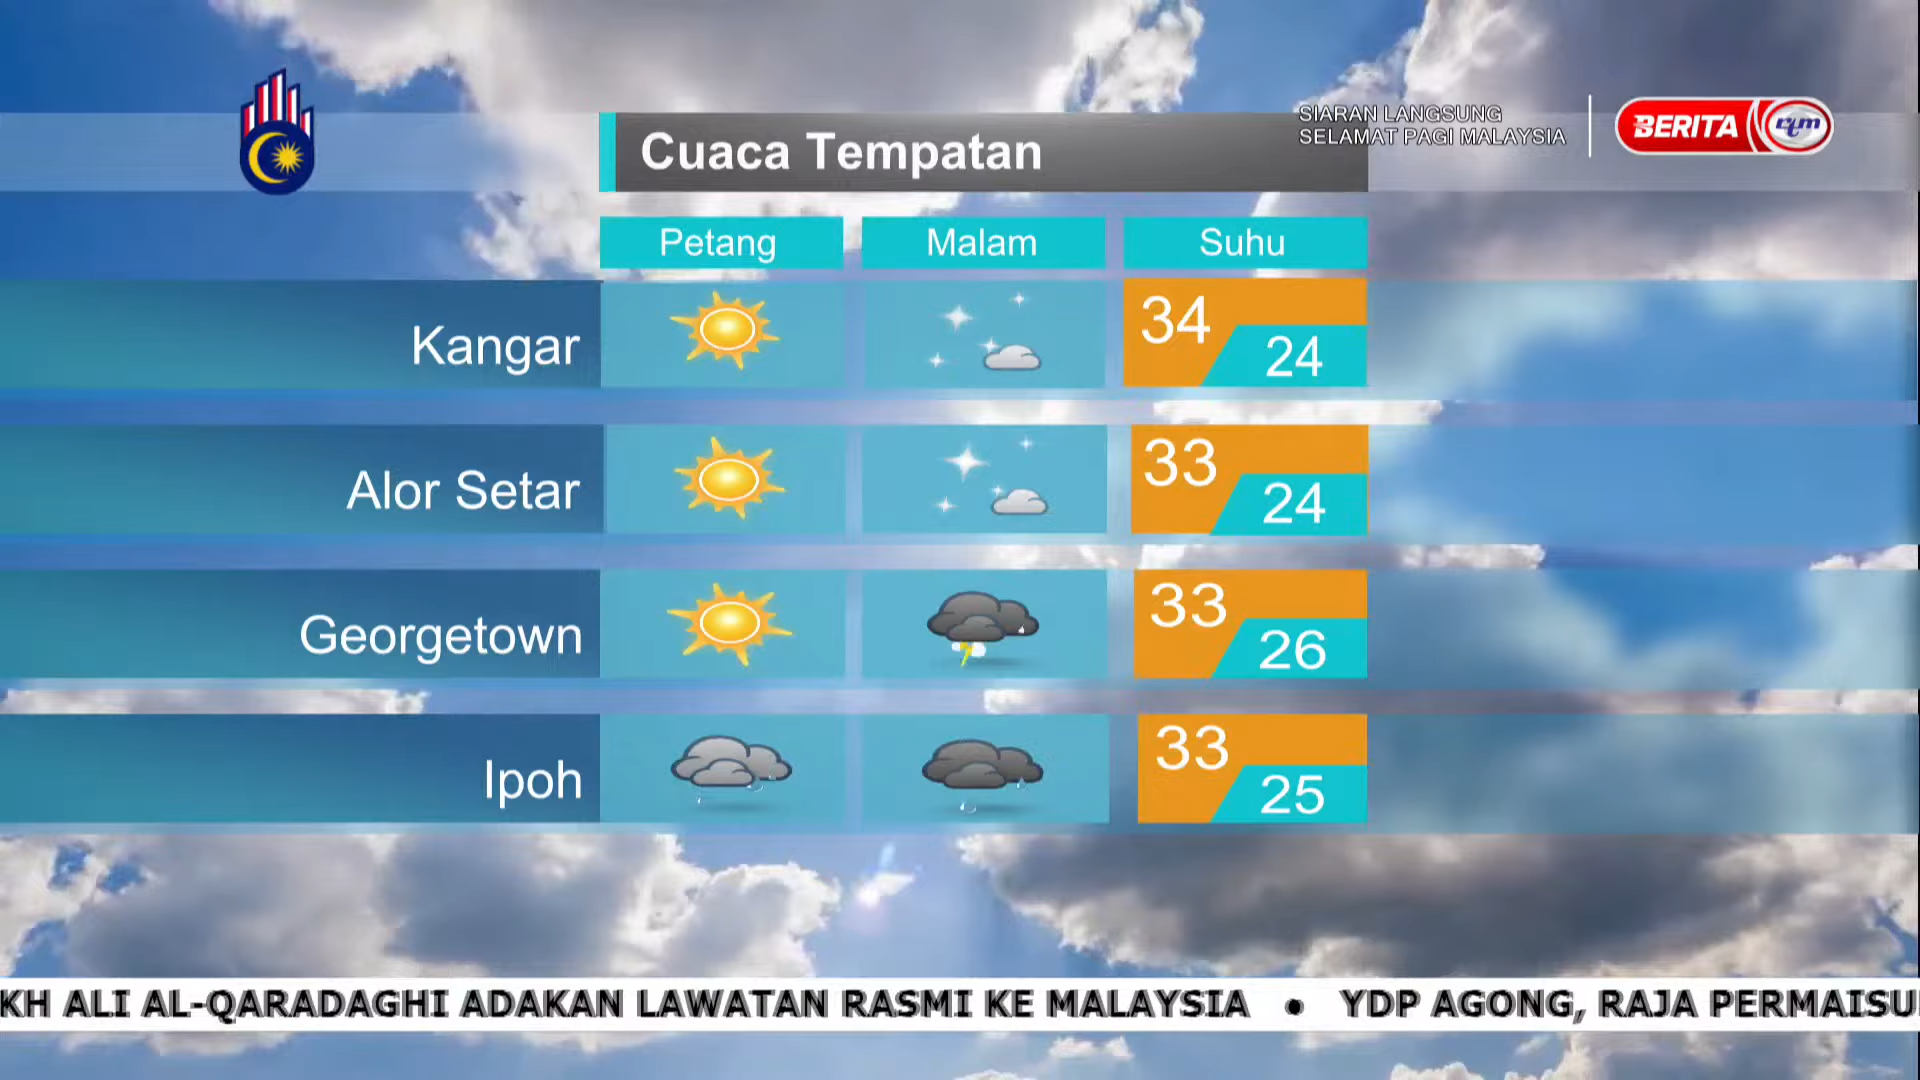 SIARAN LANGSUNG
SELAMAT PAGI MALAYSIA
BERITA rtm
Cuaca Tempatan
Petang Malam Suhu
Kangar 34 24
Alor Setar 33 24
Georgetown 33 26
Ipoh 33 25
KH ALI AL-QARADAGHI ADAKAN LAWATAN RASMI KE MALAYSIA • YDP AGONG, RAJA PERMAISU